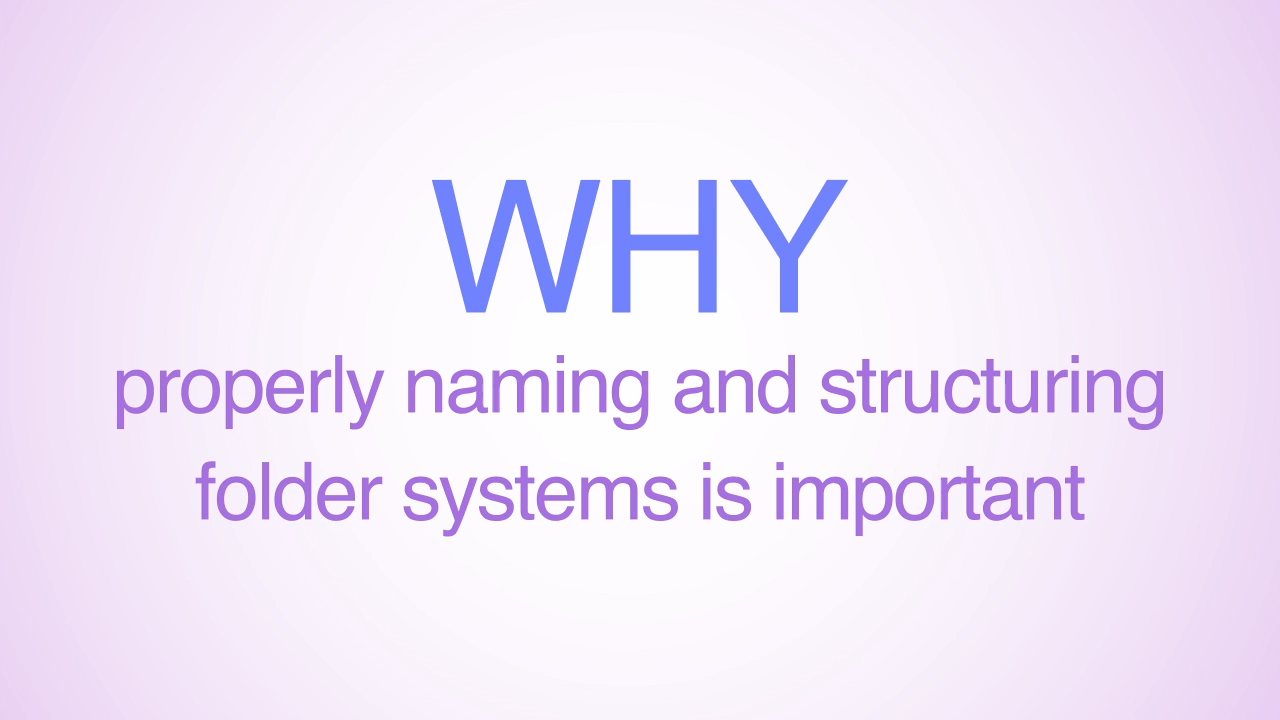 WHY
properly naming and structuring
folder systems is important